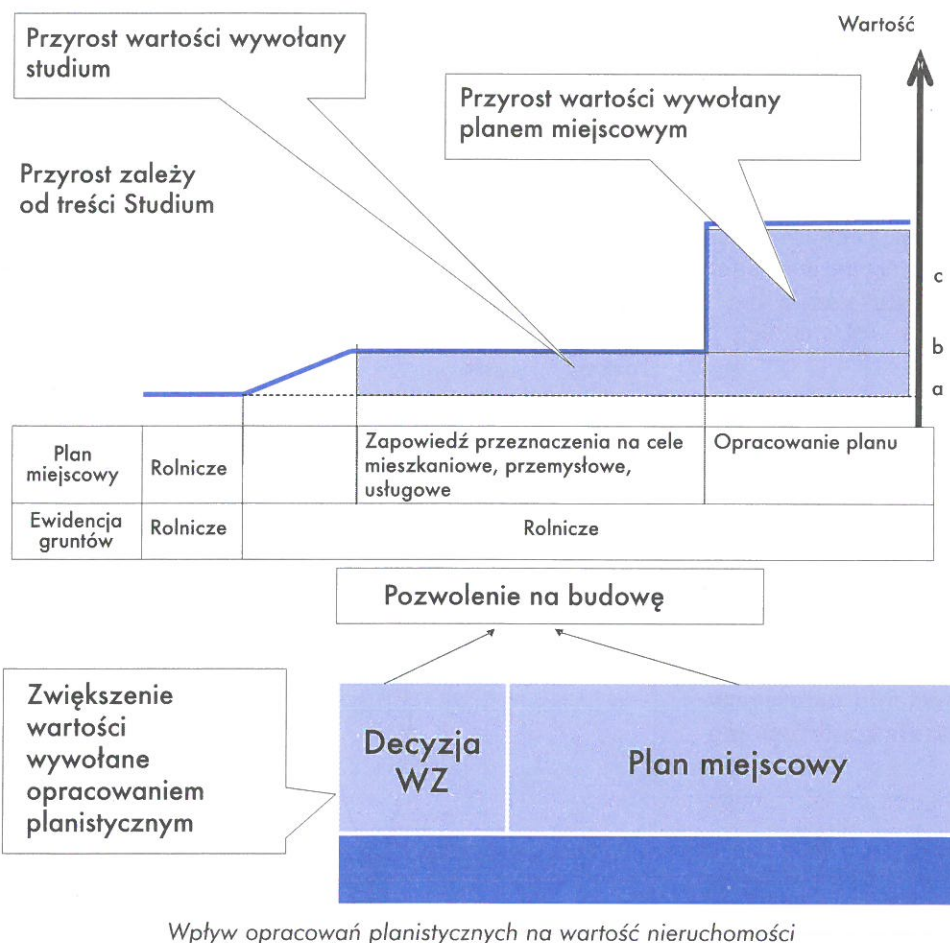 Wartość
Przyrost wartości wywołany
studium
Przyrost wartości wywołany
planem miejscowym
Przyrost zależy
od treści Studium
c
b
a
Plan
miejscowy
Rolnicze
Zapowiedź przeznaczenia na cele
mieszkaniowe, przemysłowe,
usługowe
Opracowanie planu
Ewidencja
gruntów
Rolnicze
Rolnicze
Pozwolenie na budowę
Zwiększenie
wartości
wywołane
opracowaniem
planistycznym
Decyzja
WZ
Plan miejscowy
Wpływ opracowań planistycznych na wartość nieruchomości